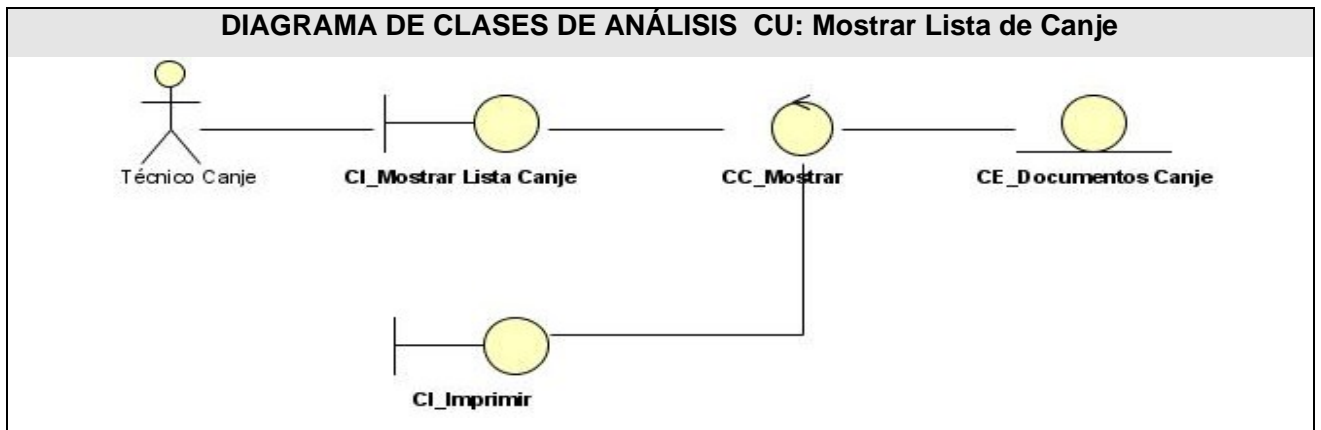 DIAGRAMA DE CLASES DE ANÁLISIS CU: Mostrar Lista de Canje
Técnico Canje CI_Mostrar Lista Canje CC_Mostrar CE_Documentos Canje
CI_Imprimir